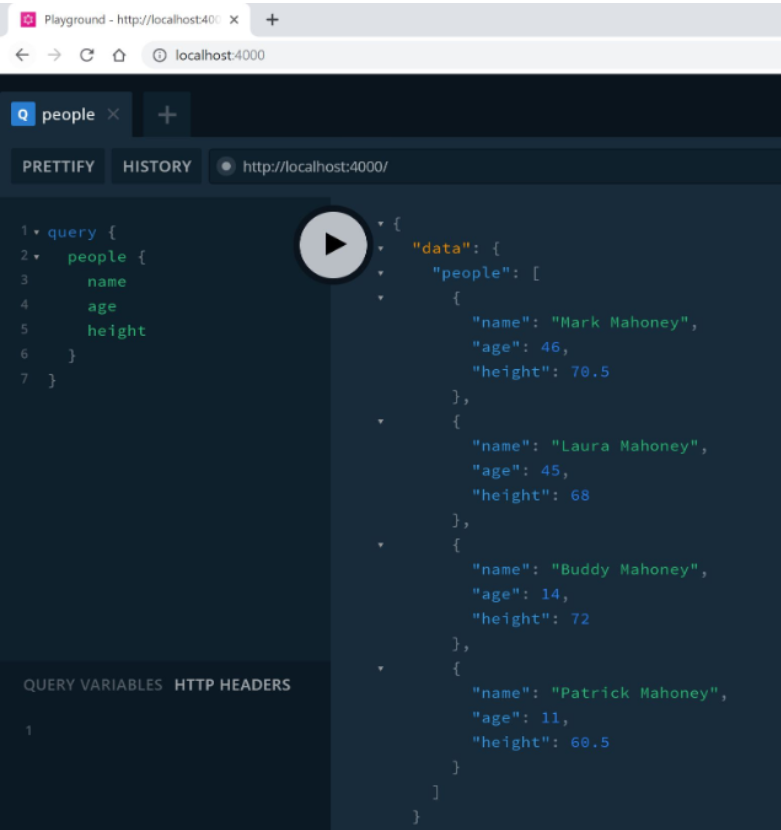 Playground - http://localhost:400
localhost:4000
Q people
PRETTIFY HISTORY http://localhost:4000/
1 query {
2 people {
3 name
4 age
5 height
6 }
7 }
QUERY VARIABLES HTTP HEADERS
1
{
"data": {
"people": [
{
"name": "Mark Mahoney",
"age": 46,
"height": 70.5
},
{
"name": "Laura Mahoney",
"age": 45,
"height": 68
},
{
"name": "Buddy Mahoney",
"age": 14,
"height": 72
},
{
"name": "Patrick Mahoney",
"age": 11,
"height": 60.5
}
]
}